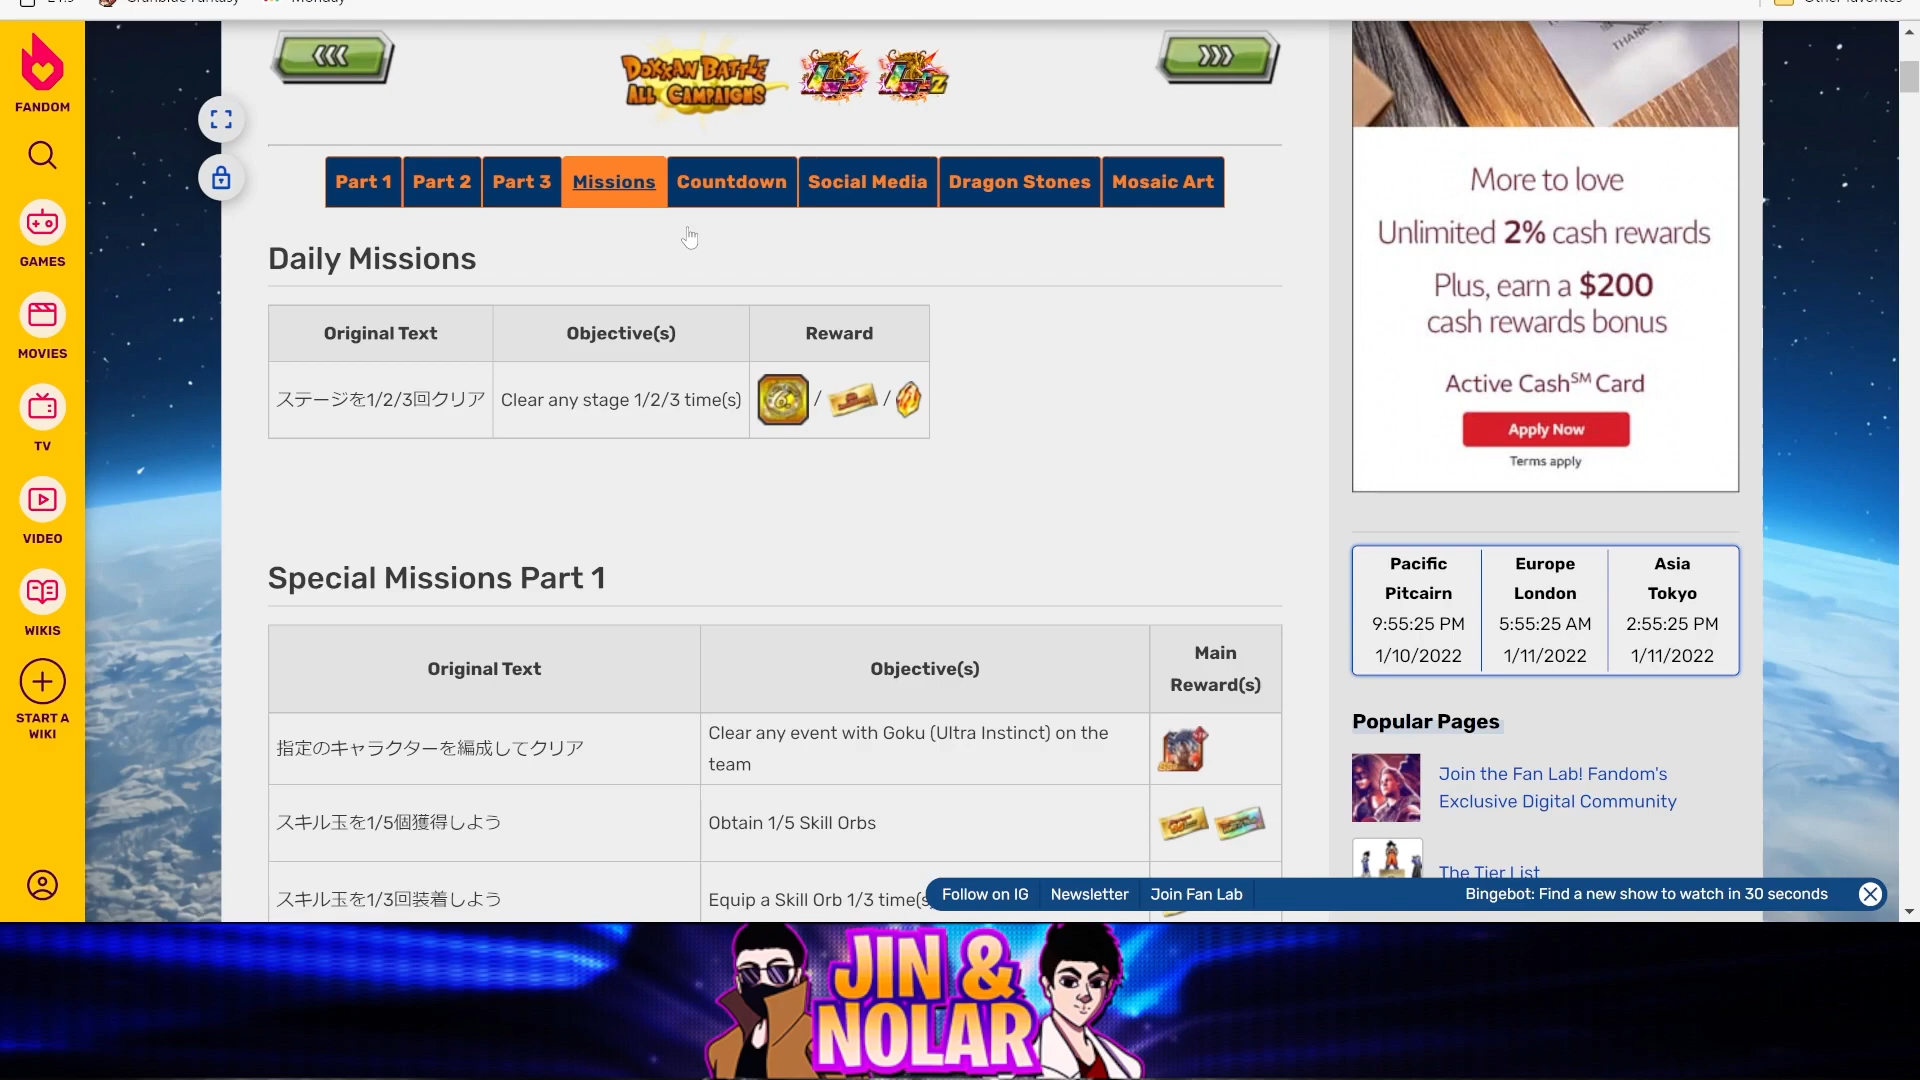 Granblue Fantasy
Monday
Other favorites
FANDOM
GAMES
MOVIES
TV
VIDEO
WIKIS
START A
WIKI
DOKKAN BATTLE
ALL CAMPAIGNS
Part 1
Part 2
Part 3
Missions
Countdown
Social Media
Dragon Stones
Mosaic Art
Daily Missions
Original Text
Objective(s)
Reward
ステージを1/2/3回クリア
Clear any stage 1/2/3 time(s)
/
/
Special Missions Part 1
Original Text
Objective(s)
Main
Reward(s)
指定のキャラクターを編成してクリア
Clear any event with Goku (Ultra Instinct) on the
team
スキル玉を1/5個獲得しよう
Obtain 1/5 Skill Orbs
スキル玉を1/3回装着しよう
Equip a Skill Orb 1/3 time(s
THANK
More to love
Unlimited 2% cash rewards
Plus, earn a $200
cash rewards bonus
Active Cash℠ Card
Apply Now
Terms apply
Pacific
Pitcairn
9:55:25 PM
1/10/2022
Europe
London
5:55:25 AM
1/11/2022
Asia
Tokyo
2:55:25 PM
1/11/2022
Popular Pages
Join the Fan Lab! Fandom's
Exclusive Digital Community
The Tier List
Follow on IG
Newsletter
Join Fan Lab
Bingebot: Find a new show to watch in 30 seconds
JIN &
NOLAR